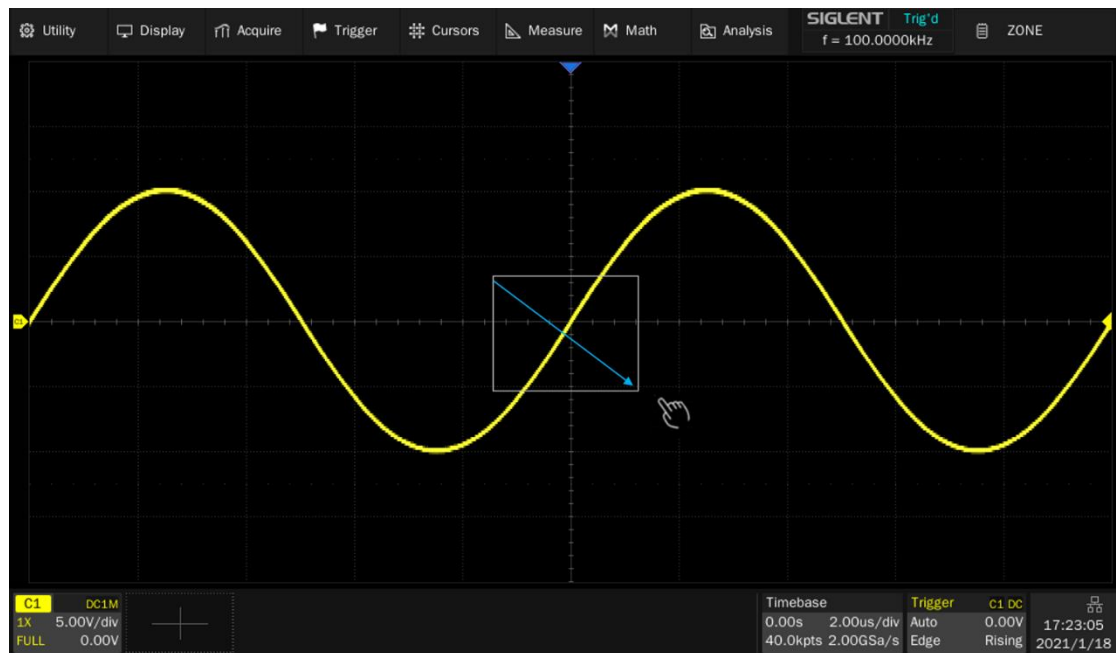 Utility Display Acquire Trigger Cursors Measure Math Analysis
SIGLENT Trig'd
f = 100.0000kHz
ZONE
C1
C1 DC1M
1X 5.00V/div
FULL 0.00V
Timebase
0.00s 2.00us/div
40.0kpts 2.00GSa/s
Trigger C1 DC
Auto 0.00V
Edge Rising
17:23:05
2021/1/18